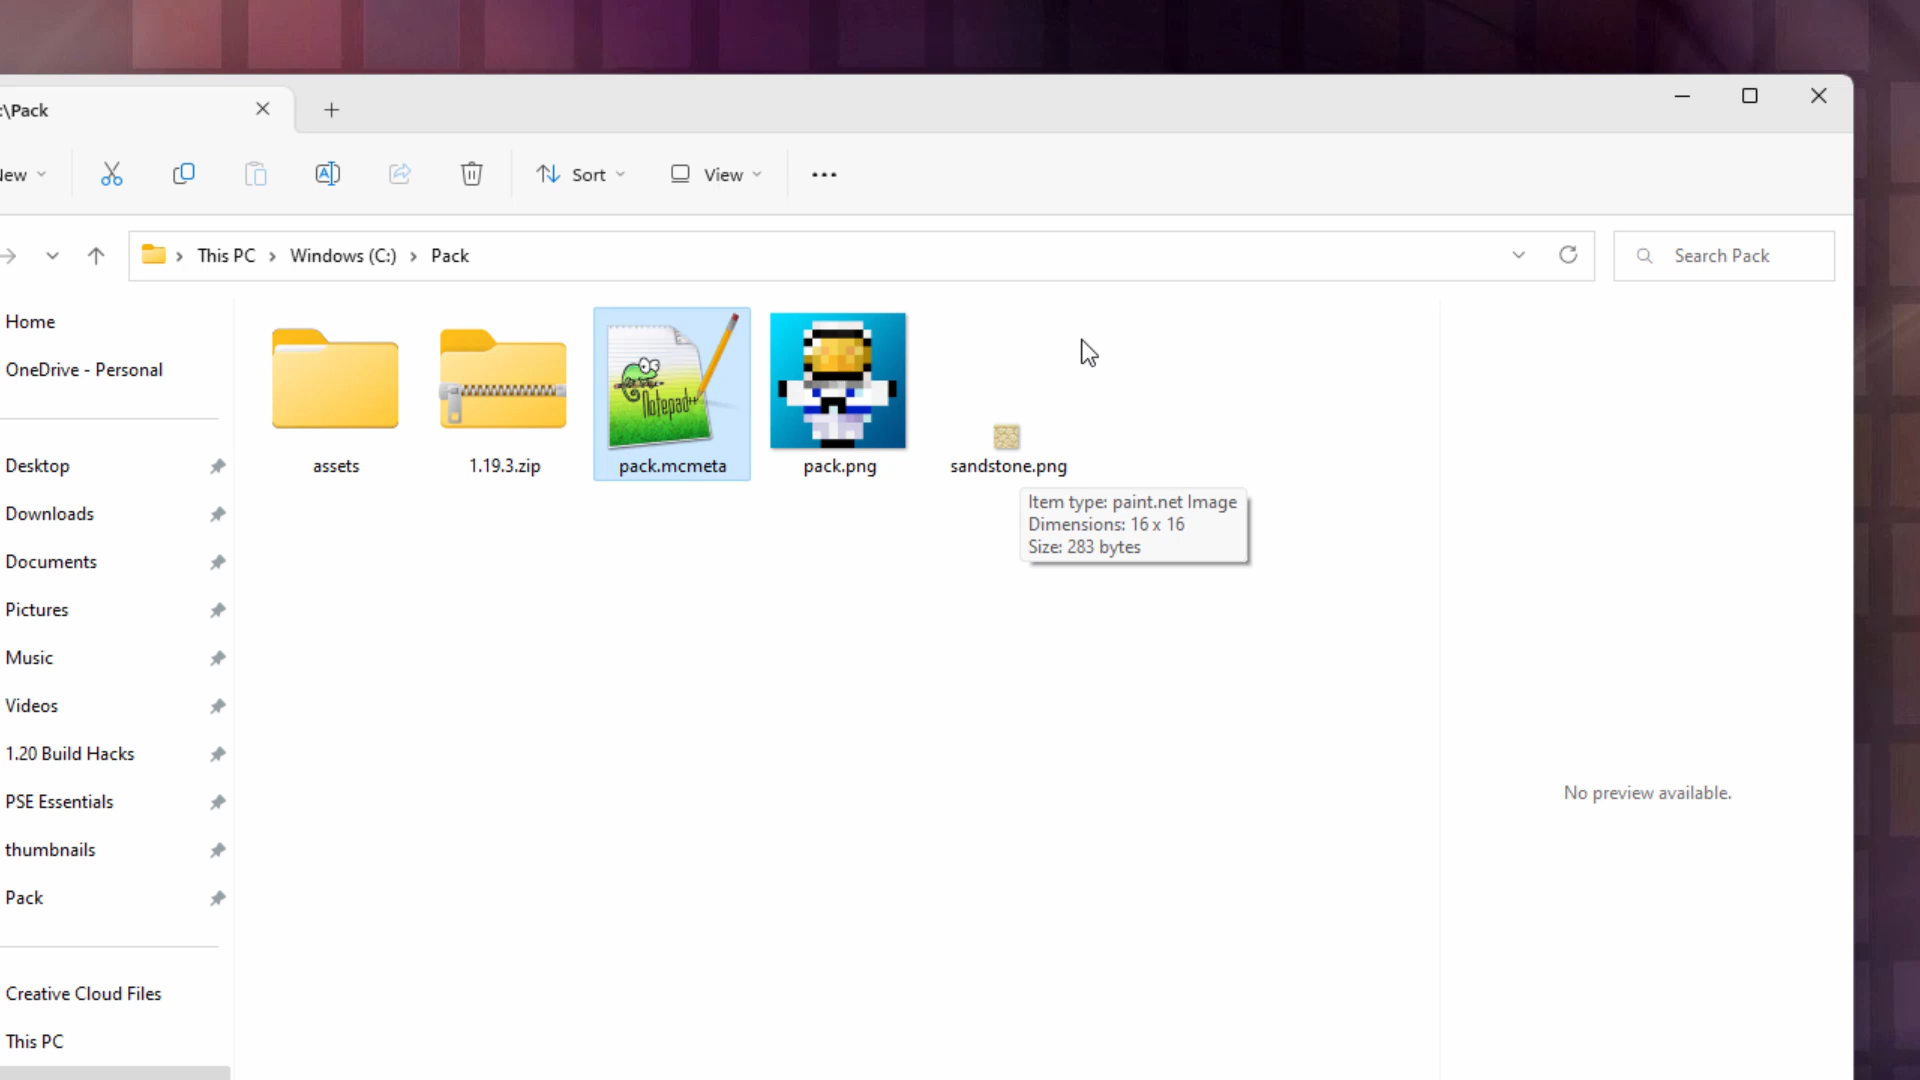 :\Pack
New
Sort
View
This PC
Windows (C:)
Pack
Search Pack
Home
OneDrive - Personal
Desktop
Downloads
Documents
Pictures
Music
Videos
1.20 Build Hacks
PSE Essentials
thumbnails
Pack
Creative Cloud Files
This PC
Notepad++
assets
1.19.3.zip
pack.mcmeta
pack.png
sandstone.png
Item type: paint.net Image
Dimensions: 16 x 16
Size: 283 bytes
No preview available.